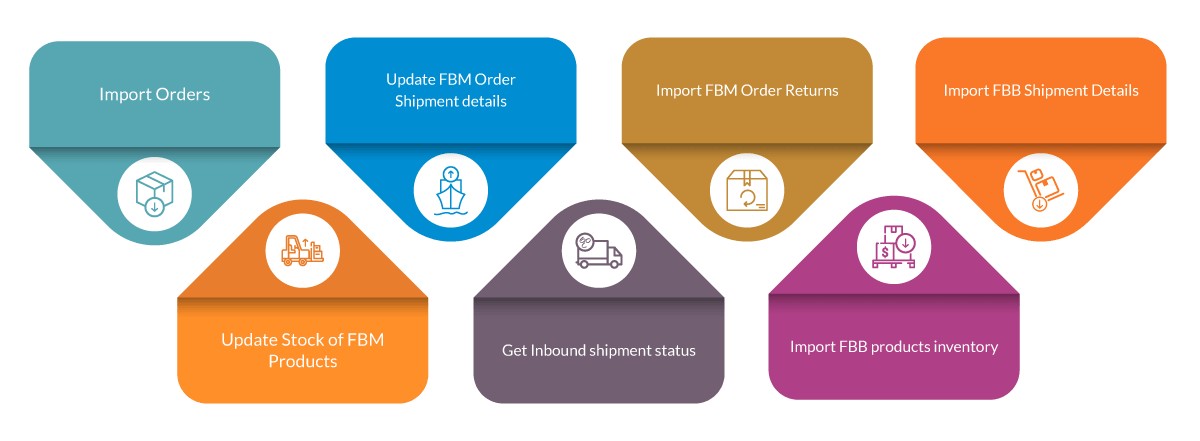 Import Orders
Update FBM Order
Shipment details
Import FBM Order Returns
Import FBB Shipment Details
Update Stock of FBM
Products
Get Inbound shipment status
Import FBB products inventory
$